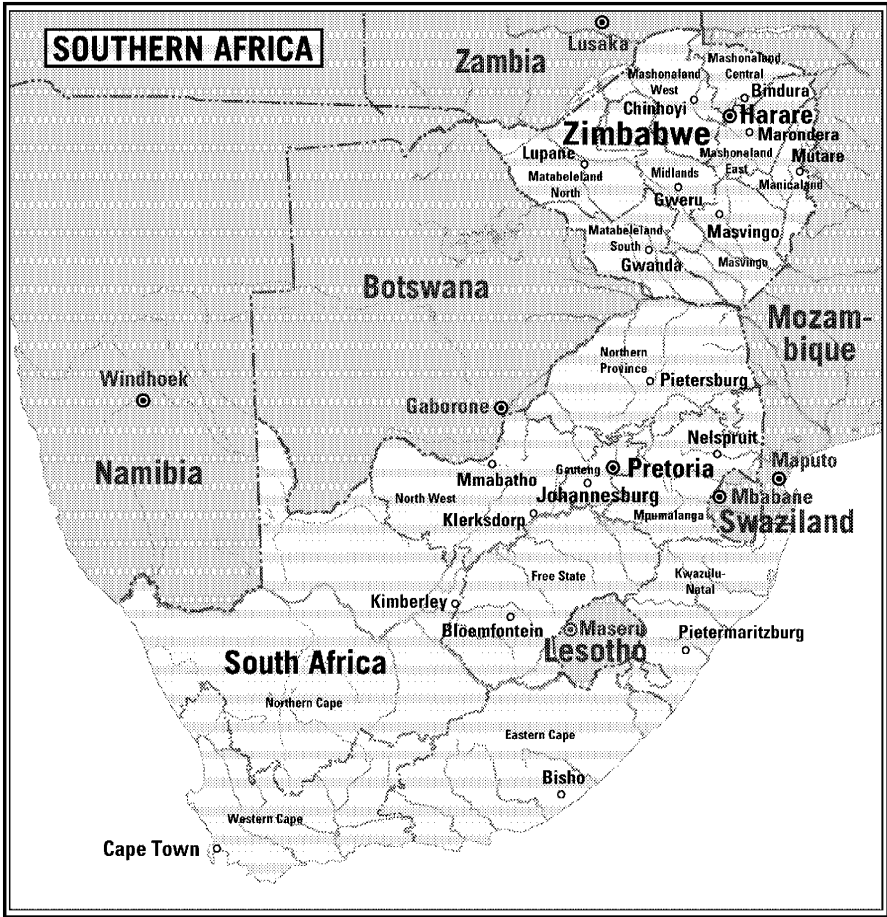 SOUTHERN AFRICA
Lusaka
Zambia
Mashonaland
Central
Mashonaland
West
Bindura
Chinhoyi
Harare
Zimbabwe
Marondera
Lupane
Mashonaland
East
Mutare
Matabeleland
North
Midlands
Manicaland
Gweru
Matabeleland
South
Masvingo
Gwanda
Masvingo
Botswana
Mozam-
bique
Northern
Province
Windhoek
Pietersburg
Gaborone
Nelspruit
Namibia
Mmabatho
Gauteng
Pretoria
Maputo
North West
Johannesburg
Mbabane
Klerksdorp
Mpumalanga
Swaziland
Free State
Kwazulu-
Natal
Kimberley
Bloemfontein
Maseru
Pietermaritzburg
Lesotho
South Africa
Northern Cape
Eastern Cape
Bisho
Western Cape
Cape Town